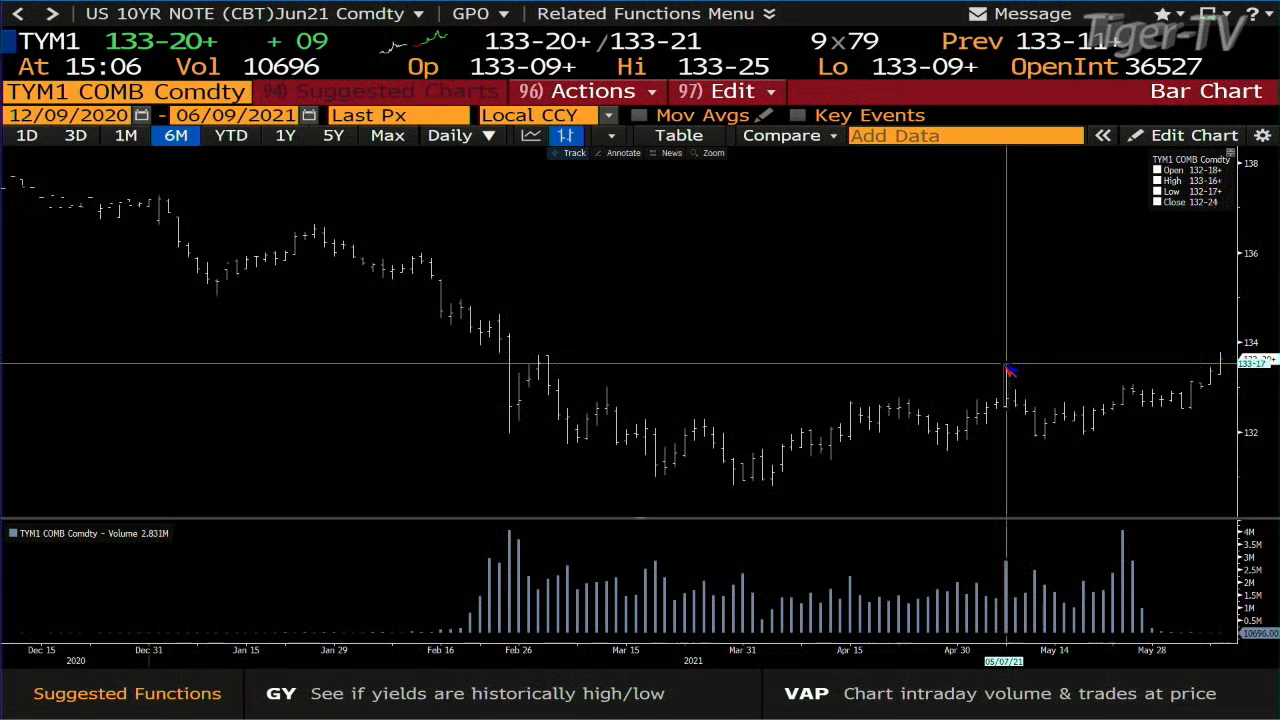 US 10YR NOTE (CBT)Jun21 Comdty GPO Related Functions Menu Message ?
Tiger-TV
TYM1 133-20+ + 09 133-20+/133-21 9x79 Prev 133-11+
At 15:06 Vol 10696 Op 133-09+ Hi 133-25 Lo 133-09+ OpenInt 36527
TYM1 COMB Comdty 94) Suggested Charts 96) Actions 97) Edit Bar Chart
12/09/2020 - 06/09/2021 Last Px Local CCY Mov Avgs Key Events
1D 3D 1M 6M YTD 1Y 5Y Max Daily Table Compare Add Data Edit Chart
Track Annotate News Zoom
TYM1 COMB Comdty
Open 132-18+
High 133-16+
Low 132-17+
Close 132-24
138
136
134
133-17
132
TYM1 COMB Comdty - Volume 2.831M
4M
3.5M
3M
2.5M
2M
1.5M
1M
0.5M
10696.00
Dec 15 Dec 31 Jan 15 Jan 29 Feb 16 Feb 26 Mar 15 Mar 31 Apr 15 Apr 30 May 14 May 28
2020 2021 05/07/21
Suggested Functions GY See if yields are historically high/low VAP Chart intraday volume & trades at price